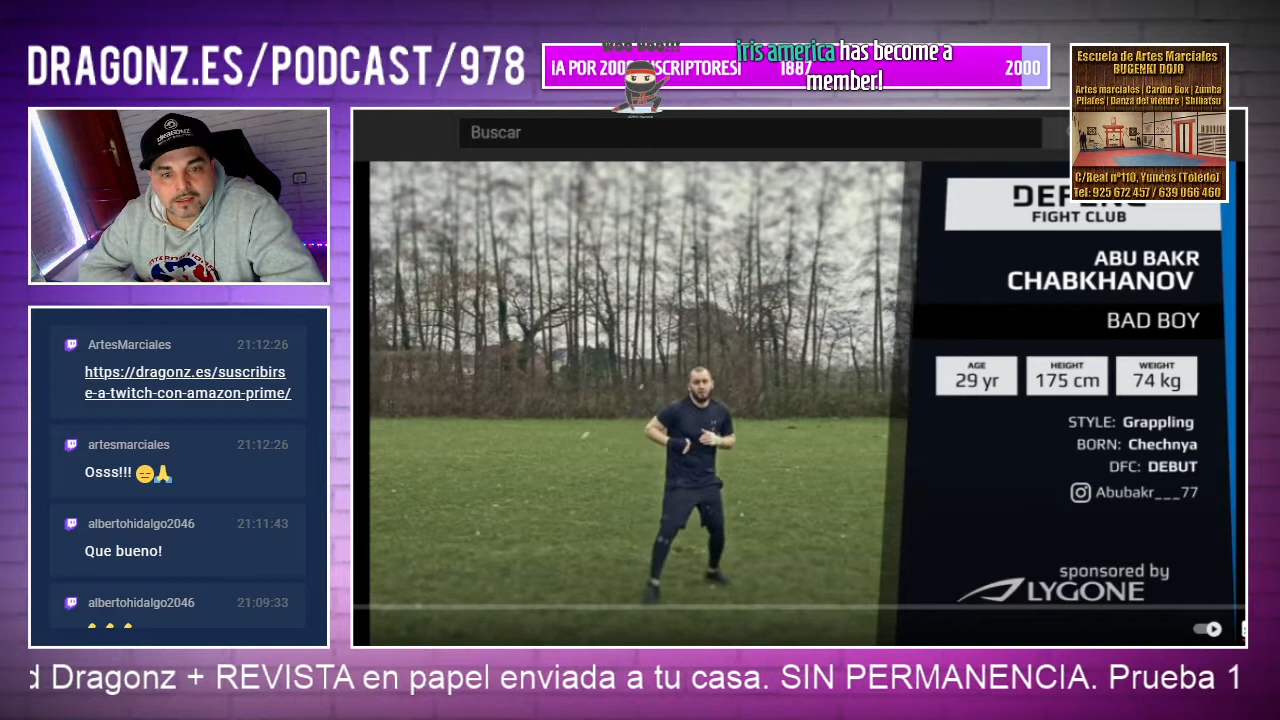 DRAGONZ.ES/PODCAST/978
iris america has become a
member!
1887
2000
Escuela de Artes Marciales
BUGENKI DOJO
Artes marciales | Cardio Box | Zumba
Pilates | Danza del vientre | Shihatsu
C/Real nº110, Yuncos (Toledo)
Tel: 925 672 457 / 639 066 460
Buscar
FIGHT CLUB
ABU BAKR
CHABKHANOV
BAD BOY
AGE
29 yr
HEIGHT
175 cm
WEIGHT
74 kg
STYLE: Grappling
BORN: Chechnya
DFC: DEBUT
Abubakr___77
sponsored by
LYGONE
ArtesMarciales 21:12:26
https://dragonz.es/suscribirs
e-a-twitch-con-amazon-prime/
artesmarciales 21:12:26
Osss!!! 😑🙏
albertohidalgo2046 21:11:43
Que bueno!
albertohidalgo2046 21:09:33
d Dragonz + REVISTA en papel enviada a tu casa. SIN PERMANENCIA. Prueba 1